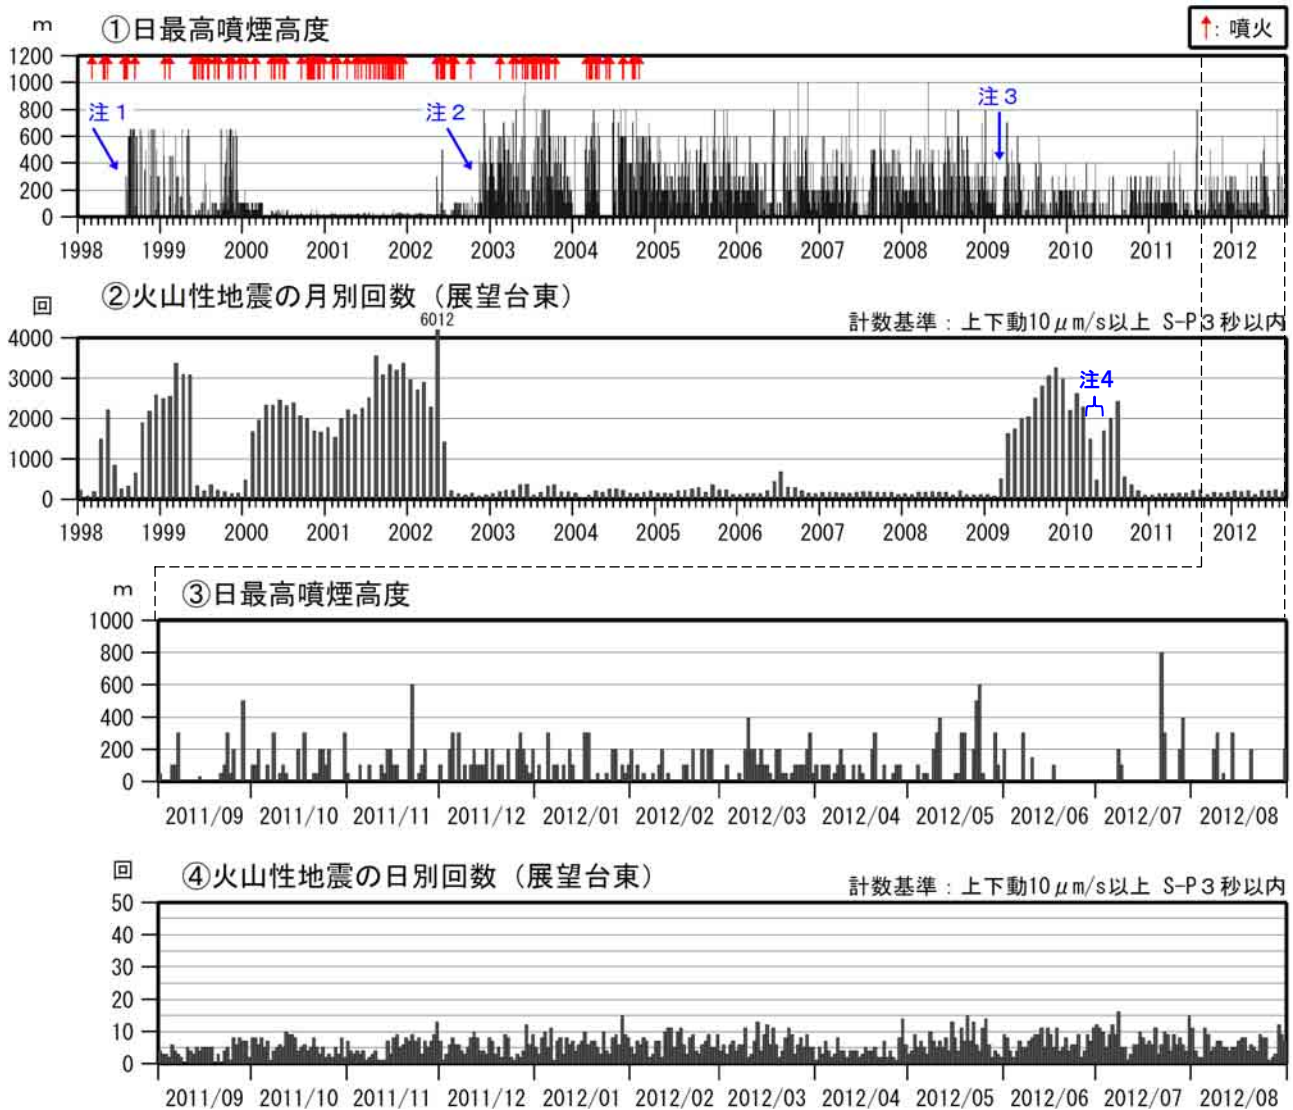 m ①日最高噴煙高度
↑: 噴火
1200
1000
800
600
400
200
0
注1
注2
注3
1998 1999 2000 2001 2002 2003 2004 2005 2006 2007 2008 2009 2010 2011 2012
回 ②火山性地震の月別回数（展望台東）
6012
計数基準：上下動10μm/s以上 S-P3秒以内
4000
3000
2000
1000
0
注4
1998 1999 2000 2001 2002 2003 2004 2005 2006 2007 2008 2009 2010 2011 2012
m ③日最高噴煙高度
1000
800
600
400
200
0
2011/09 2011/10 2011/11 2011/12 2012/01 2012/02 2012/03 2012/04 2012/05 2012/06 2012/07 2012/08
回 ④火山性地震の日別回数（展望台東）
計数基準：上下動10μm/s以上 S-P3秒以内
50
40
30
20
10
0
2011/09 2011/10 2011/11 2011/12 2012/01 2012/02 2012/03 2012/04 2012/05 2012/06 2012/07 2012/08